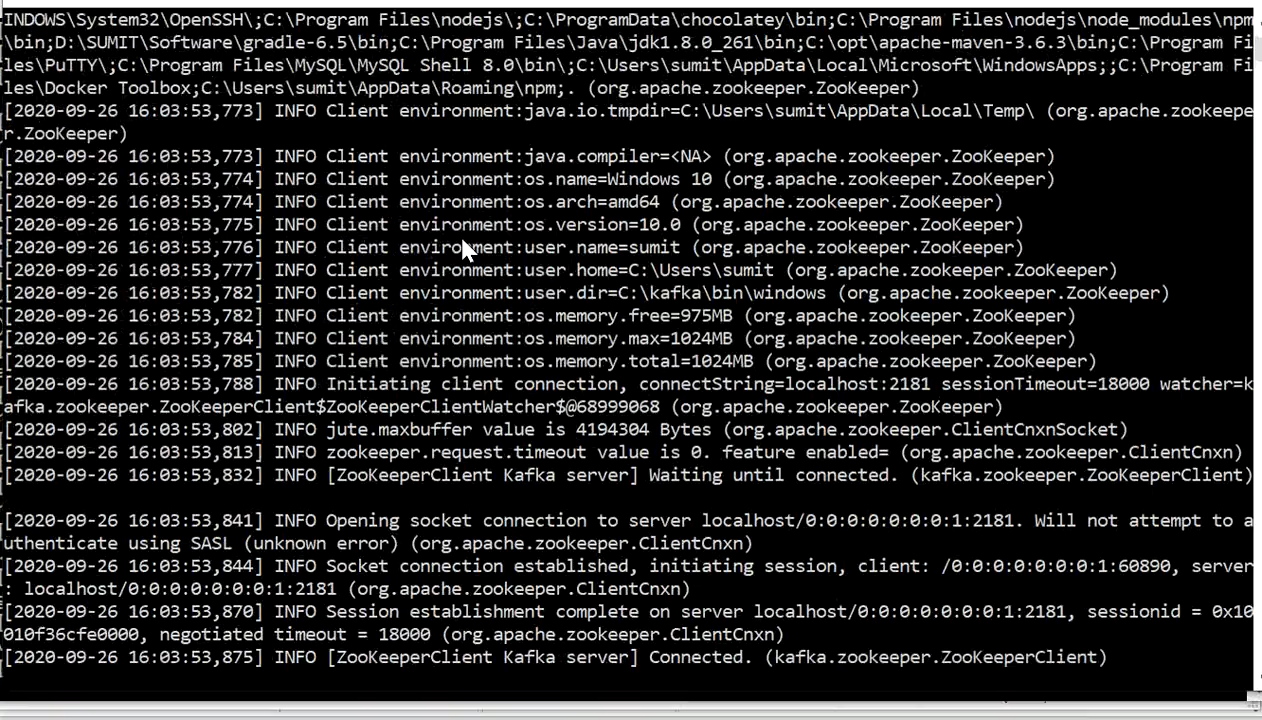 INDOWS\System32\OpenSSH\;C:\Program Files\nodejs\;C:\ProgramData\chocolatey\bin;C:\Program Files\nodejs\node_modules\npm
\bin;D:\SUMIT\Software\gradle-6.5\bin;C:\Program Files\Java\jdk1.8.0_261\bin;C:\opt\apache-maven-3.6.3\bin;C:\Program Fi
les\PuTTY\;C:\Program Files\MySQL\MySQL Shell 8.0\bin\;C:\Users\sumit\AppData\Local\Microsoft\WindowsApps;;C:\Program Fi
les\Docker Toolbox;C:\Users\sumit\AppData\Roaming\npm;. (org.apache.zookeeper.ZooKeeper)
[2020-09-26 16:03:53,773] INFO Client environment:java.io.tmpdir=C:\Users\sumit\AppData\Local\Temp\ (org.apache.zookeepe
r.ZooKeeper)
[2020-09-26 16:03:53,773] INFO Client environment:java.compiler=<NA> (org.apache.zookeeper.ZooKeeper)
[2020-09-26 16:03:53,774] INFO Client environment:os.name=Windows 10 (org.apache.zookeeper.ZooKeeper)
[2020-09-26 16:03:53,774] INFO Client environment:os.arch=amd64 (org.apache.zookeeper.ZooKeeper)
[2020-09-26 16:03:53,775] INFO Client environment:os.version=10.0 (org.apache.zookeeper.ZooKeeper)
[2020-09-26 16:03:53,776] INFO Client environment:user.name=sumit (org.apache.zookeeper.ZooKeeper)
[2020-09-26 16:03:53,777] INFO Client environment:user.home=C:\Users\sumit (org.apache.zookeeper.ZooKeeper)
[2020-09-26 16:03:53,782] INFO Client environment:user.dir=C:\kafka\bin\windows (org.apache.zookeeper.ZooKeeper)
[2020-09-26 16:03:53,782] INFO Client environment:os.memory.free=975MB (org.apache.zookeeper.ZooKeeper)
[2020-09-26 16:03:53,784] INFO Client environment:os.memory.max=1024MB (org.apache.zookeeper.ZooKeeper)
[2020-09-26 16:03:53,785] INFO Client environment:os.memory.total=1024MB (org.apache.zookeeper.ZooKeeper)
[2020-09-26 16:03:53,788] INFO Initiating client connection, connectString=localhost:2181 sessionTimeout=18000 watcher=k
afka.zookeeper.ZooKeeperClient$ZooKeeperClientWatcher$@68999068 (org.apache.zookeeper.ZooKeeper)
[2020-09-26 16:03:53,802] INFO jute.maxbuffer value is 4194304 Bytes (org.apache.zookeeper.ClientCnxnSocket)
[2020-09-26 16:03:53,813] INFO zookeeper.request.timeout value is 0. feature enabled= (org.apache.zookeeper.ClientCnxn)
[2020-09-26 16:03:53,832] INFO [ZooKeeperClient Kafka server] Waiting until connected. (kafka.zookeeper.ZooKeeperClient)
[2020-09-26 16:03:53,841] INFO Opening socket connection to server localhost/0:0:0:0:0:0:0:1:2181. Will not attempt to a
uthenticate using SASL (unknown error) (org.apache.zookeeper.ClientCnxn)
[2020-09-26 16:03:53,844] INFO Socket connection established, initiating session, client: /0:0:0:0:0:0:0:1:60890, server
: localhost/0:0:0:0:0:0:0:1:2181 (org.apache.zookeeper.ClientCnxn)
[2020-09-26 16:03:53,870] INFO Session establishment complete on server localhost/0:0:0:0:0:0:0:1:2181, sessionid = 0x10
010f36cfe0000, negotiated timeout = 18000 (org.apache.zookeeper.ClientCnxn)
[2020-09-26 16:03:53,875] INFO [ZooKeeperClient Kafka server] Connected. (kafka.zookeeper.ZooKeeperClient)